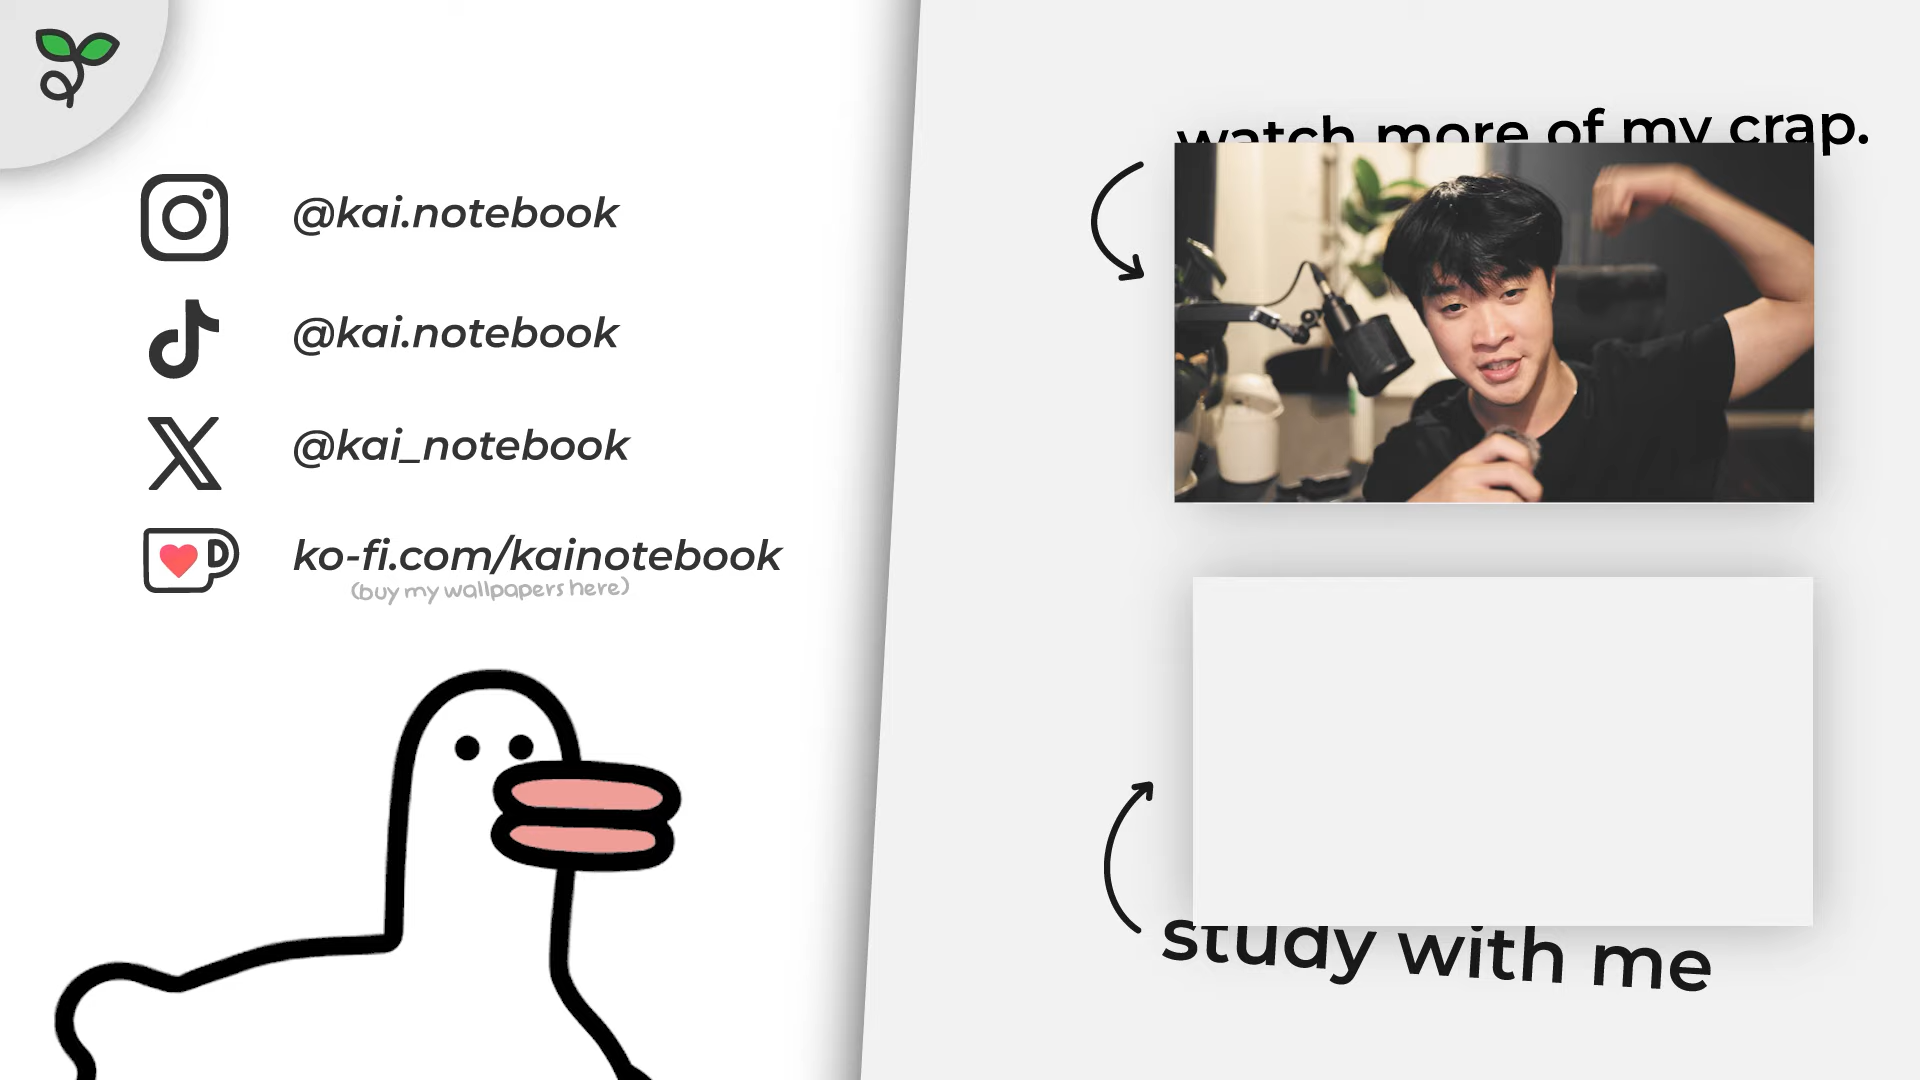 @kai.notebook
@kai.notebook
@kai_notebook
ko-fi.com/kainotebook
(buy my wallpapers here)
watch more of my crap.
study with me